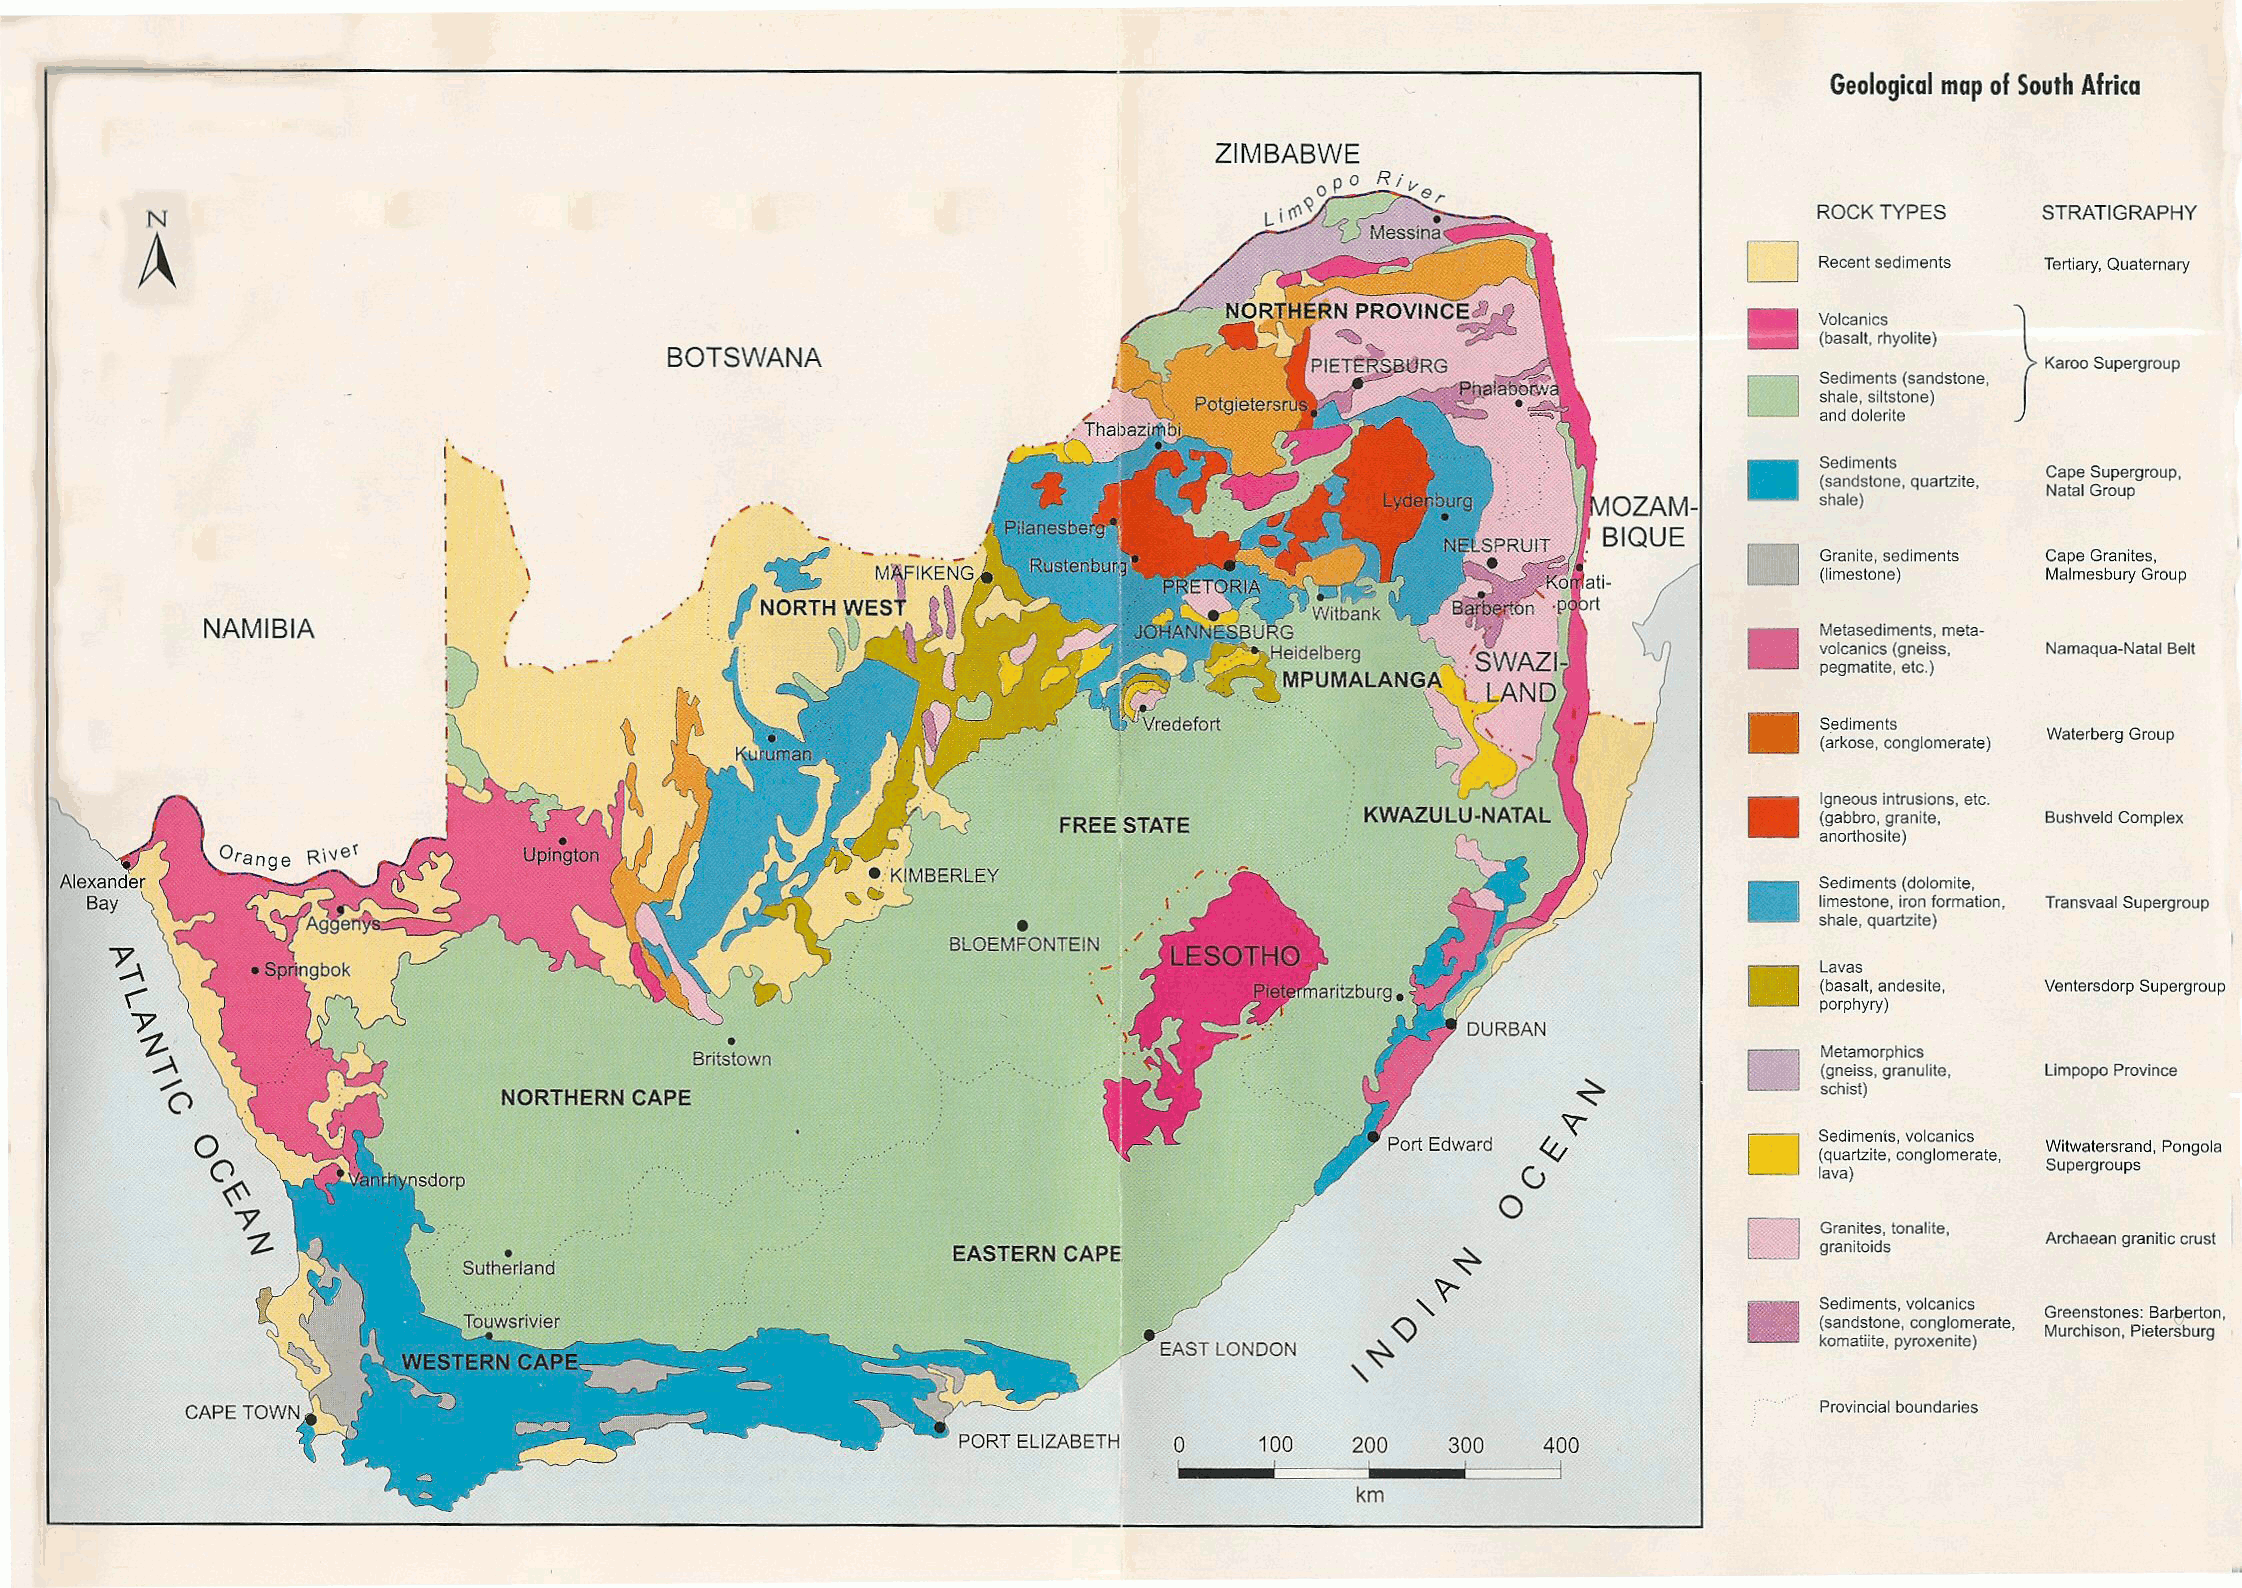 Geological map of South Africa
N
ZIMBABWE
Limpopo River
Messina
BOTSWANA
NORTHERN PROVINCE
PIETERSBURG
Phalaborwa
Potgietersrus
Thabazimbi
Lydenburg
MOZAM-
BIQUE
Pilanesberg
NELSPRUIT
MAFIKENG
Rustenburg
PRETORIA
Komati-
poort
NORTH WEST
Witbank
Barberton
NAMIBIA
JOHANNESBURG
Heidelberg
SWAZI-
LAND
MPUMALANGA
Vredefort
Kuruman
FREE STATE
KWAZULU-NATAL
Orange River
Upington
Alexander
Bay
KIMBERLEY
Aggenys
BLOEMFONTEIN
LESOTHO
Springbok
Pietermaritzburg
DURBAN
Britstown
ATLANTIC OCEAN
NORTHERN CAPE
Port Edward
Vanrhynsdorp
INDIAN OCEAN
EASTERN CAPE
Sutherland
Touwsrivier
EAST LONDON
WESTERN CAPE
CAPE TOWN
PORT ELIZABETH
0 100 200 300 400
km
ROCK TYPES STRATIGRAPHY
Recent sediments Tertiary, Quaternary
Volcanics
(basalt, rhyolite)
Karoo Supergroup
Sediments (sandstone,
shale, siltstone)
and dolerite
Sediments
(sandstone, quartzite,
shale)
Cape Supergroup,
Natal Group
Granite, sediments
(limestone)
Cape Granites,
Malmesbury Group
Metasediments, meta-
volcanics (gneiss,
pegmatite, etc.)
Namaqua-Natal Belt
Sediments
(arkose, conglomerate)
Waterberg Group
Igneous intrusions, etc.
(gabbro, granite,
anorthosite)
Bushveld Complex
Sediments (dolomite,
limestone, iron formation,
shale, quartzite)
Transvaal Supergroup
Lavas
(basalt, andesite,
porphyry)
Ventersdorp Supergroup
Metamorphics
(gneiss, granulite,
schist)
Limpopo Province
Sediments, volcanics
(quartzite, conglomerate,
lava)
Witwatersrand, Pongola
Supergroups
Granites, tonalite,
granitoids
Archaean granitic crust
Sediments, volcanics
(sandstone, conglomerate,
komatiite, pyroxenite)
Greenstones: Barberton,
Murchison, Pietersburg
Provincial boundaries